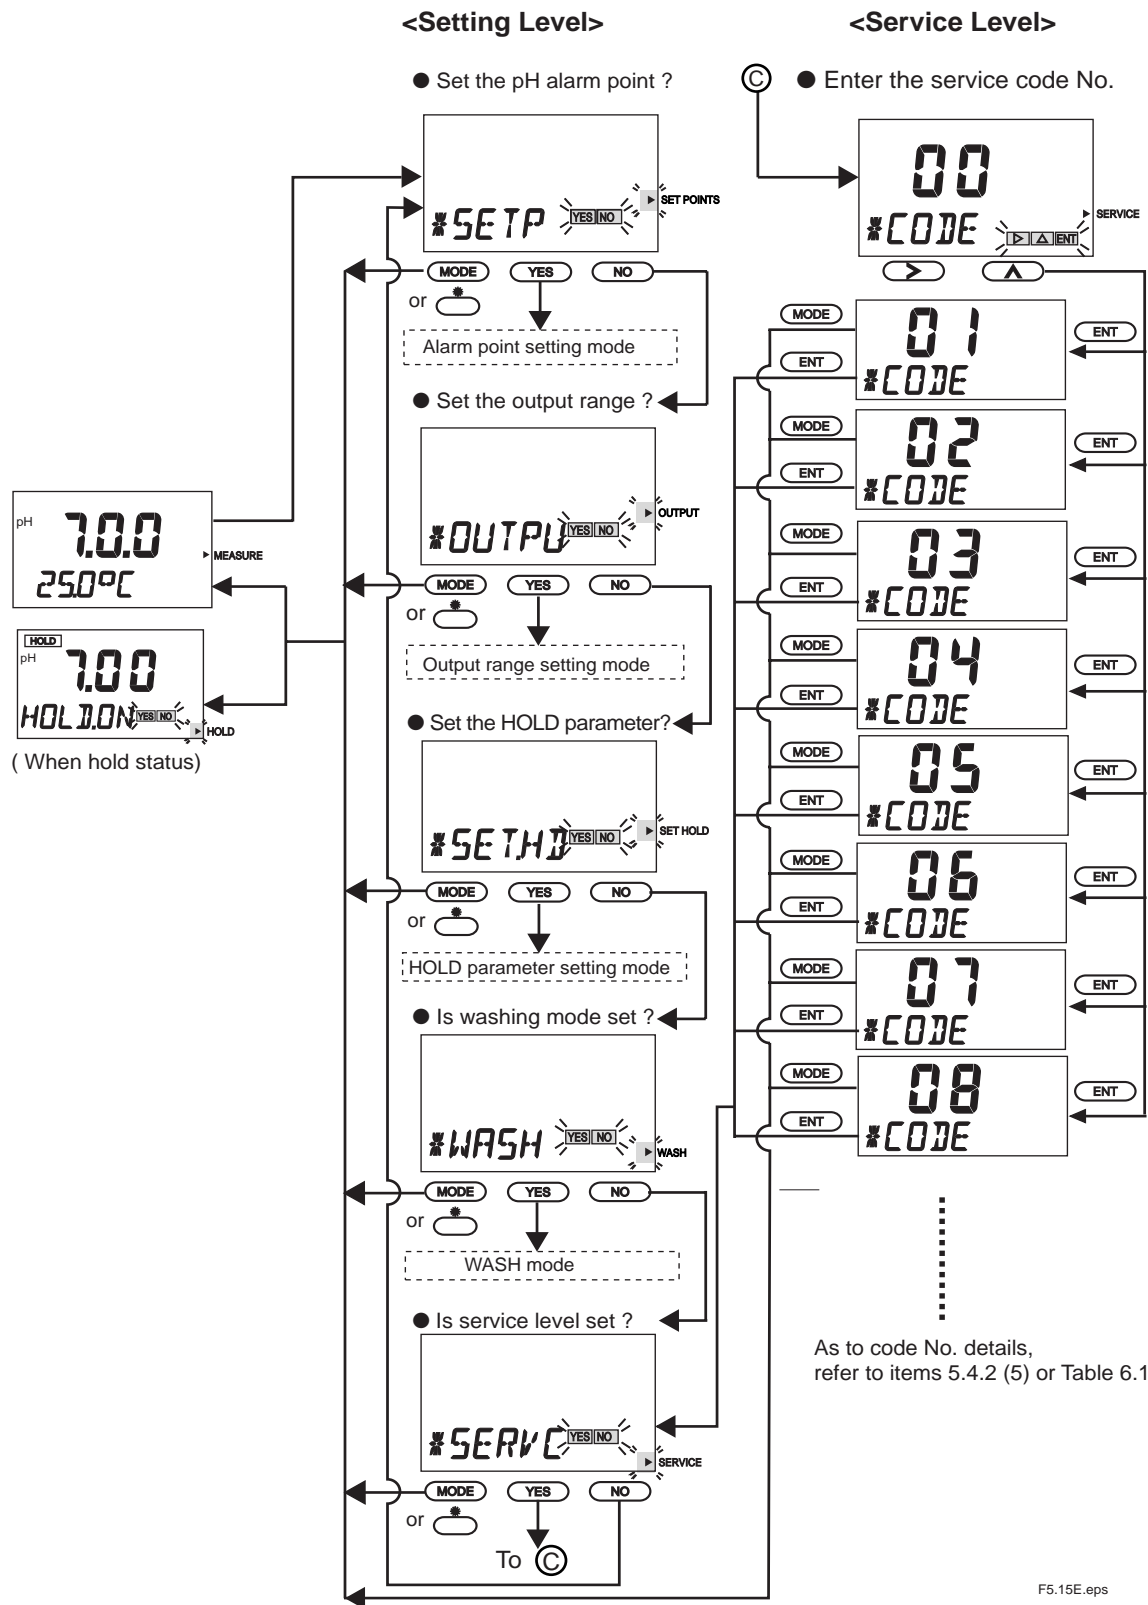 <Setting Level>
● Set the pH alarm point ?
*SETP YES NO ▶ SET POINTS
MODE YES NO
or *
Alarm point setting mode
● Set the output range ?
*OUTPU YES NO ▶ OUTPUT
MODE YES NO
or *
Output range setting mode
● Set the HOLD parameter?
*SET.HD YES NO ▶ SET HOLD
MODE YES NO
or *
HOLD parameter setting mode
● Is washing mode set ?
*WASH YES NO ▶ WASH
MODE YES NO
or *
WASH mode
● Is service level set ?
*SERVC YES NO ▶ SERVICE
MODE YES NO
or *
To C
pH 7.0.0
▶ MEASURE
25.0°C
HOLD
pH 7.00
HOLD.ON YES NO
▶ HOLD
( When hold status)
<Service Level>
C ● Enter the service code No.
00
▶ SERVICE
*CODE ▷ △ ENT
> ∧
MODE 01 ENT
ENT *CODE
MODE 02 ENT
ENT *CODE
MODE 03 ENT
ENT *CODE
MODE 04 ENT
ENT *CODE
MODE 05 ENT
ENT *CODE
MODE 06 ENT
ENT *CODE
MODE 07 ENT
ENT *CODE
MODE 08 ENT
ENT *CODE
As to code No. details,
refer to items 5.4.2 (5) or Table 6.1
F5.15E.eps